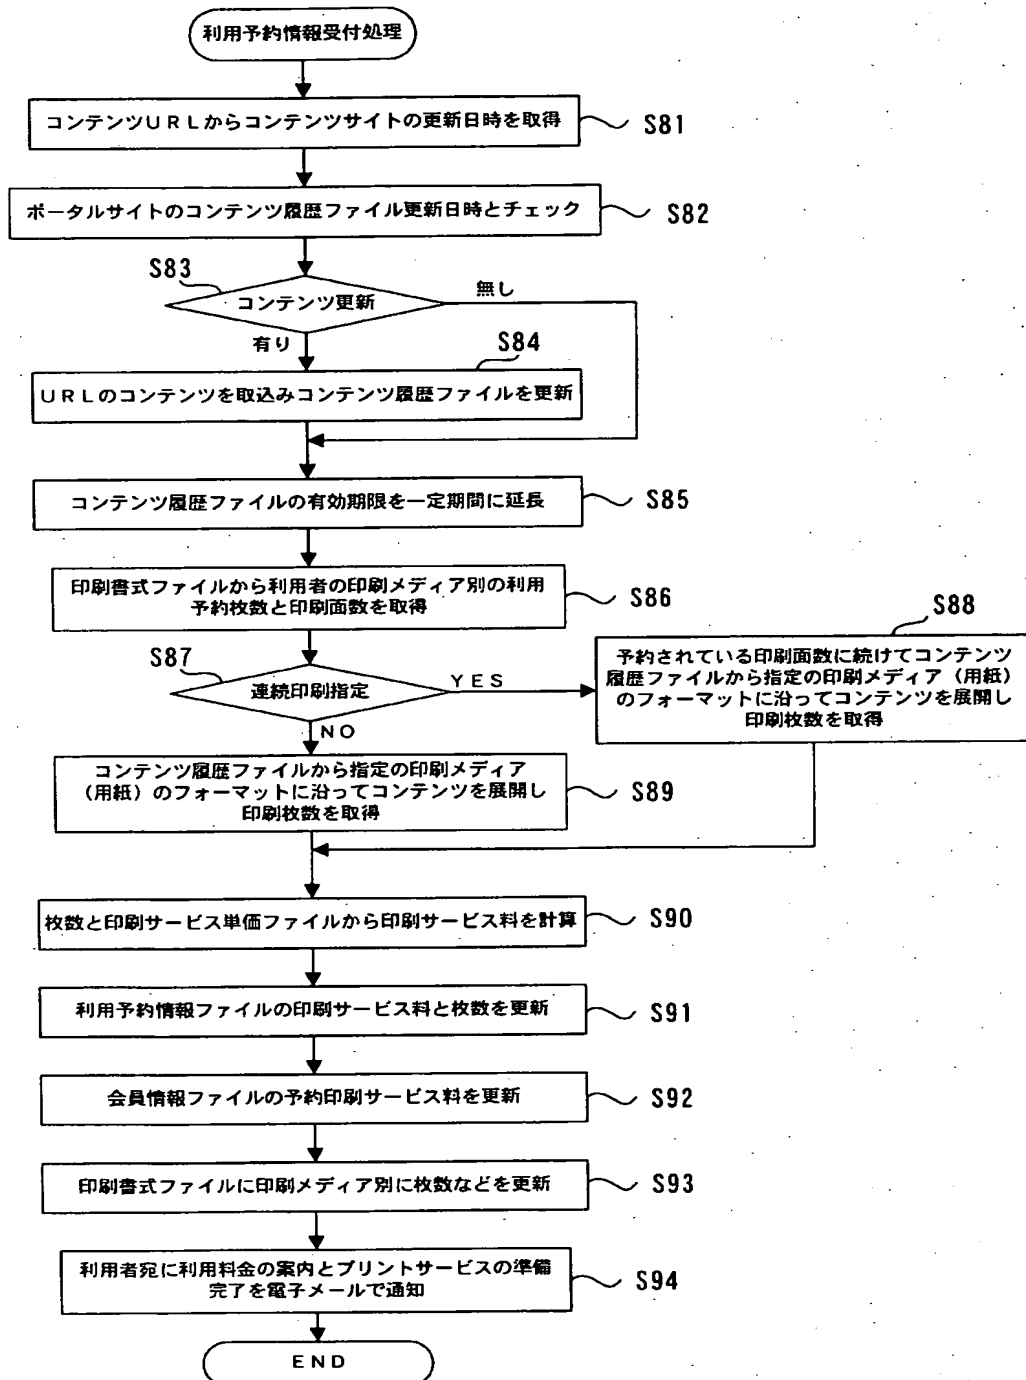 利用予約情報受付処理
コンテンツURLからコンテンツサイトの更新日時を取得
S81
ポータルサイトのコンテンツ履歴ファイル更新日時とチェック
S82
S83
コンテンツ更新
無し
有り
S84
URLのコンテンツを取込みコンテンツ履歴ファイルを更新
コンテンツ履歴ファイルの有効期限を一定期間に延長
S85
印刷書式ファイルから利用者の印刷メディア別の利用
予約枚数と印刷面数を取得
S86
S87
連続印刷指定
YES
NO
S88
予約されている印刷面数に続けてコンテンツ
履歴ファイルから指定の印刷メディア(用紙)
のフォーマットに沿ってコンテンツを展開し
印刷枚数を取得
コンテンツ履歴ファイルから指定の印刷メディア
(用紙)のフォーマットに沿ってコンテンツを展開し
印刷枚数を取得
S89
枚数と印刷サービス単価ファイルから印刷サービス料を計算
S90
利用予約情報ファイルの印刷サービス料と枚数を更新
S91
会員情報ファイルの予約印刷サービス料を更新
S92
印刷書式ファイルに印刷メディア別に枚数などを更新
S93
利用者宛に利用料金の案内とプリントサービスの準備
完了を電子メールで通知
S94
END